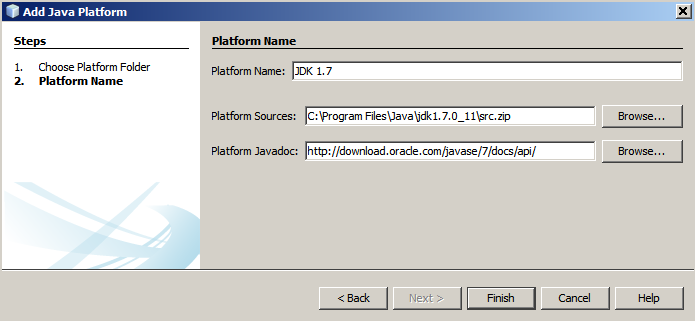 Add Java Platform
Steps
1. Choose Platform Folder
2. Platform Name
Platform Name
Platform Name: JDK 1.7
Platform Sources: C:\Program Files\Java\jdk1.7.0_11\src.zip Browse...
Platform Javadoc: http://download.oracle.com/javase/7/docs/api/ Browse...
< Back Next > Finish Cancel Help